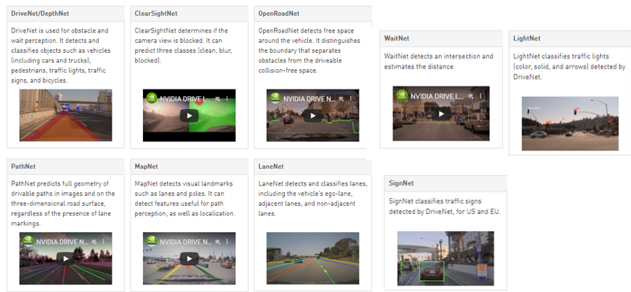 DriveNet/DepthNet
DriveNet is used for obstacle and
wait perception. It detects and
classifies objects such as vehicles
(including cars and trucks),
pedestrians, traffic lights, traffic
signs, and bicycles.
ClearSightNet
ClearSightNet determines if the
camera view is blocked. It can
predict three classes (clean, blur,
blocked).
NVIDIA DRIVE L...
OpenRoadNet
OpenRoadNet detects free space
around the vehicle. It distinguishes
the boundary that separates
obstacles from the driveable
collision-free space.
NVIDIA DRIVE
WaitNet
WaitNet detects an intersection and
estimates the distance.
NVIDIA DRIVE L...
LightNet
LightNet classifies traffic lights
(color, solid, and arrows) detected by
DriveNet.
PathNet
PathNet predicts full geometry of
drivable paths in images and on the
three-dimensional road surface,
regardless of the presence of lane
markings.
NVIDIA DRIVE N...
MapNet
MapNet detects visual landmarks
such as lanes and poles. It can
detect features useful for path
perception, as well as localization.
NVIDIA DRIVE N...
LaneNet
LaneNet detects and classifies lanes,
including the vehicle's ego-lane,
adjacent lanes, and non-adjacent
lanes.
SignNet
SignNet classifies traffic signs
detected by DriveNet, for US and EU.